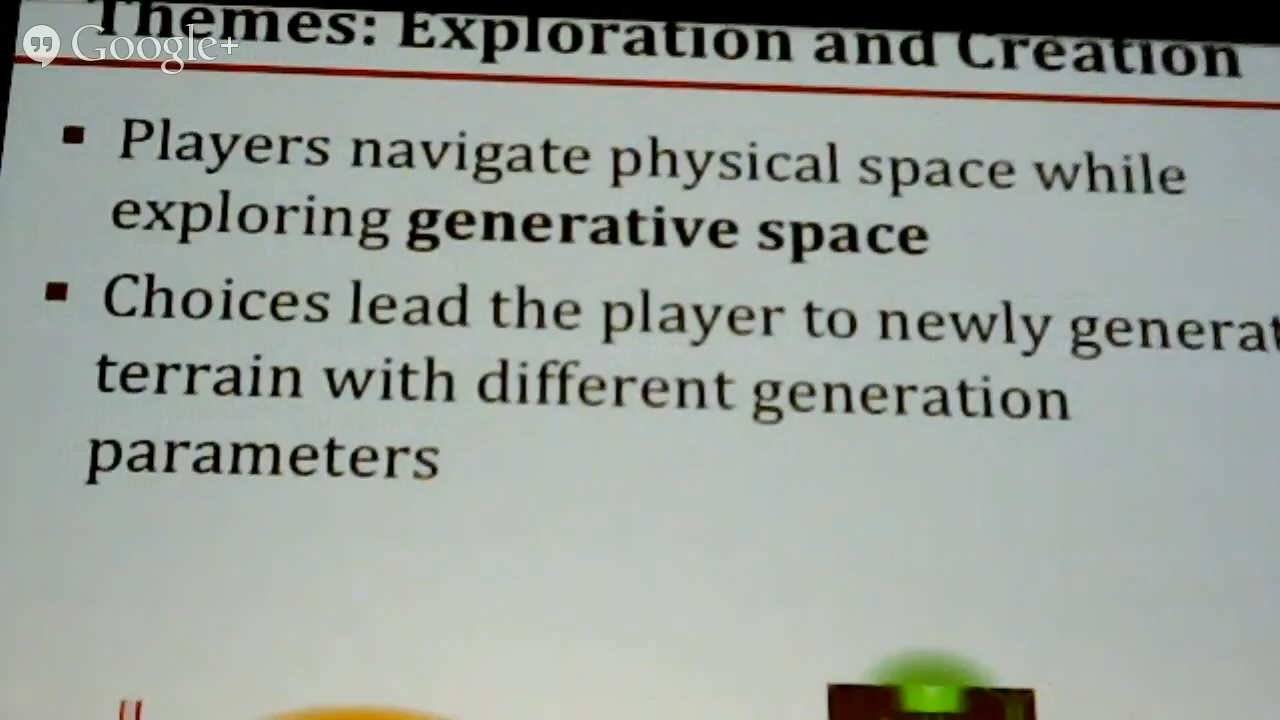 Themes: Exploration and Creation
Google+
Players navigate physical space while
exploring generative space
Choices lead the player to newly generat
terrain with different generation
parameters